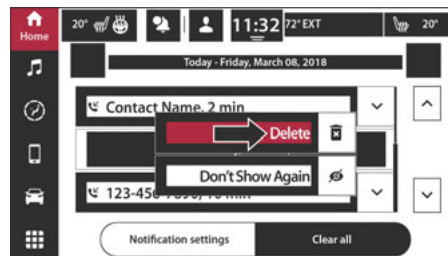 20° 11:32 72° EXT 20°
Home
Today - Friday, March 08, 2018
Contact Name, 2 min
Delete
Don't Show Again
Notification settings Clear all